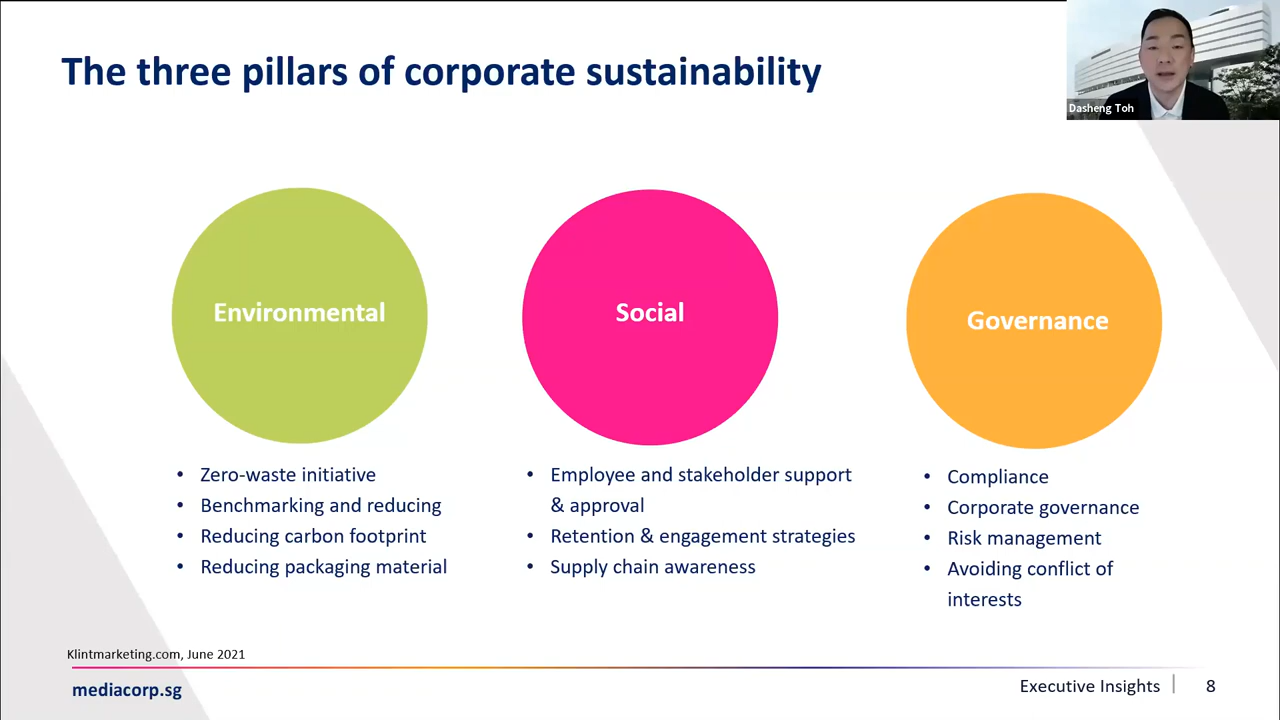 The three pillars of corporate sustainability
Dasheng Toh
Environmental
Social
Governance
• Zero-waste initiative
• Benchmarking and reducing
• Reducing carbon footprint
• Reducing packaging material
• Employee and stakeholder support
& approval
• Retention & engagement strategies
• Supply chain awareness
• Compliance
• Corporate governance
• Risk management
• Avoiding conflict of
interests
Klintmarketing.com, June 2021
mediacorp.sg
Executive Insights | 8